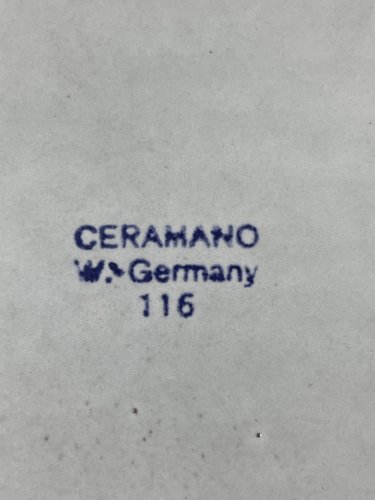 CERAMANO
W. Germany
116